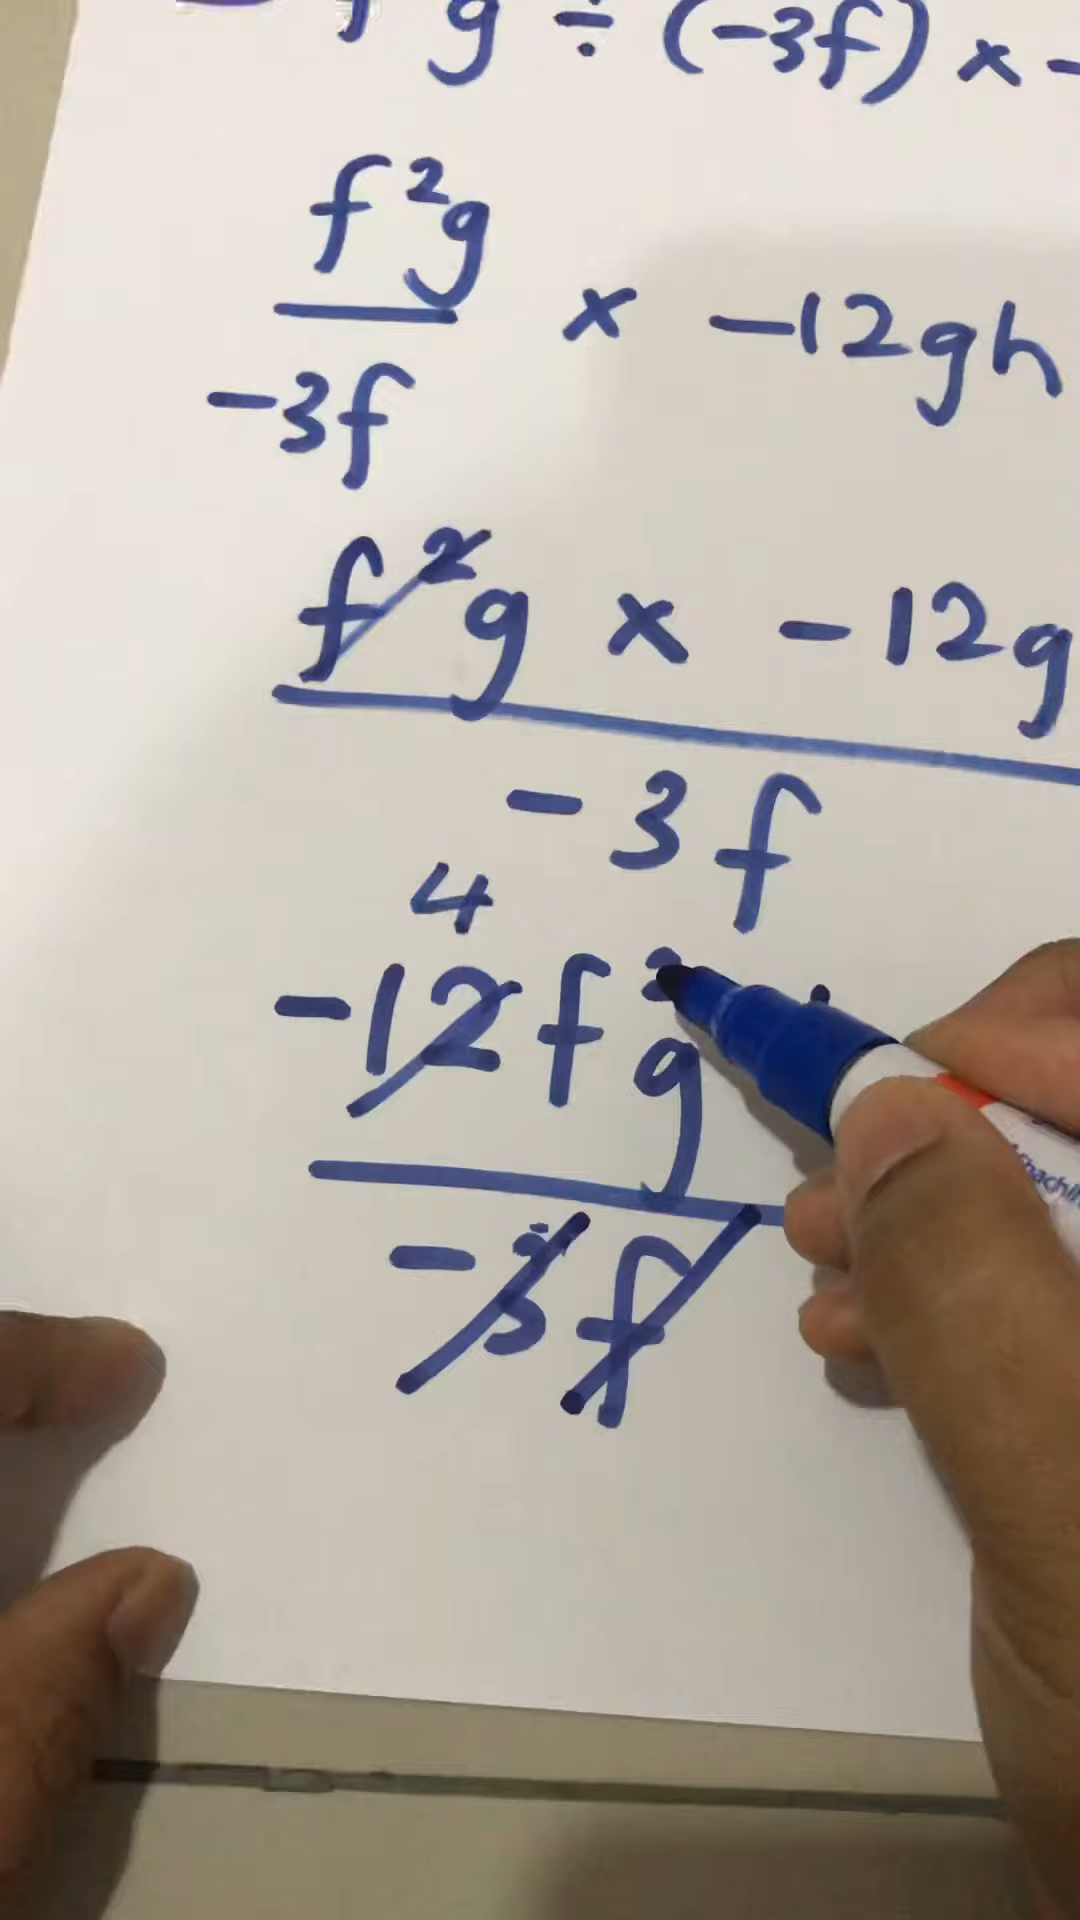 g ÷ (-3f) × -
f²g
× -12gh
-3f
f²g × -12g
-3f
4
-12fg
-3f